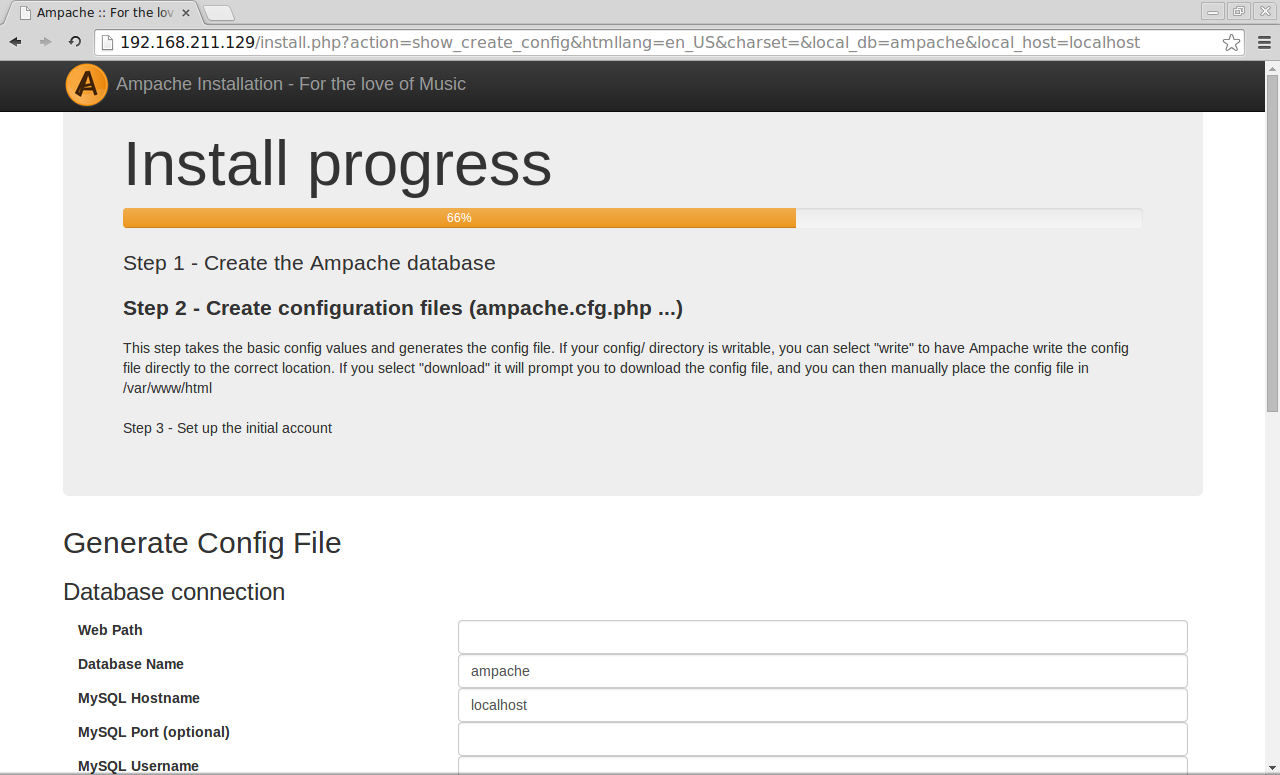 Ampache :: For the lov
192.168.211.129/install.php?action=show_create_config&htmllang=en_US&charset=&local_db=ampache&local_host=localhost
Ampache Installation - For the love of Music
Install progress
66%
Step 1 - Create the Ampache database
Step 2 - Create configuration files (ampache.cfg.php ...)
This step takes the basic config values and generates the config file. If your config/ directory is writable, you can select "write" to have Ampache write the config
file directly to the correct location. If you select "download" it will prompt you to download the config file, and you can then manually place the config file in
/var/www/html
Step 3 - Set up the initial account
Generate Config File
Database connection
Web Path
Database Name
ampache
MySQL Hostname
localhost
MySQL Port (optional)
MySQL Username